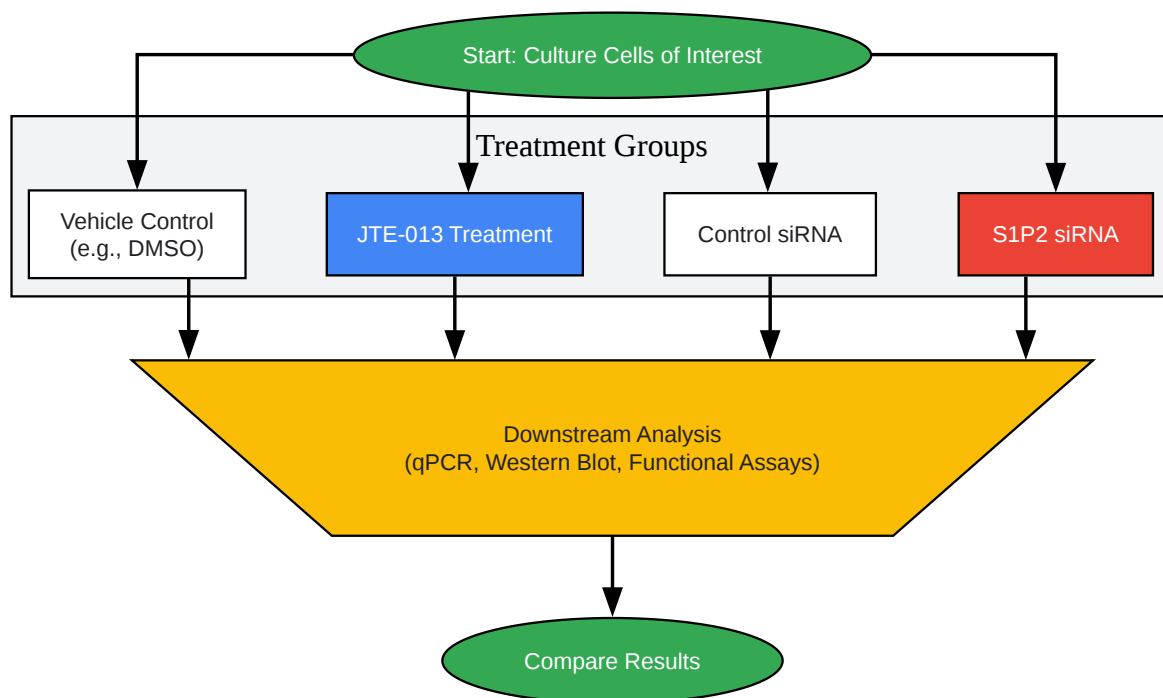 Start: Culture Cells of Interest
Treatment Groups
Vehicle Control
(e.g., DMSO)
JTE-013 Treatment
Control siRNA
S1P2 siRNA
Downstream Analysis
(qPCR, Western Blot, Functional Assays)
Compare Results